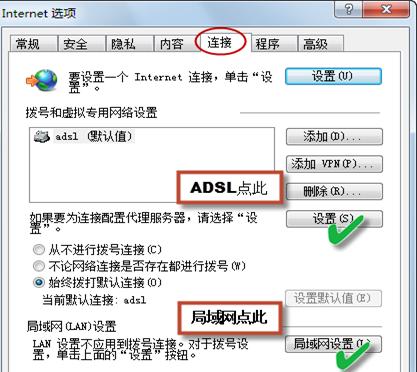 Internet 选项
常规 安全 隐私 内容 连接 程序 高级
要设置一个 Internet 连接，单击“设置”。
设置(U)
拨号和虚拟专用网络设置
adsl (默认值)
添加(D)...
添加 VPN(P)...
删除(R)...
ADSL点此
如果要为连接配置代理服务器，请选择“设置”。
设置(S)
从不进行拨号连接(C)
不论网络连接是否存在都进行拨号(W)
始终拨打默认连接(O)
当前默认连接: adsl
设置默认值(E)
局域网点此
局域网(LAN)设置
LAN 设置不应用到拨号连接。对于拨号设置，单击上面的“设置”按钮。
局域网设置(L)